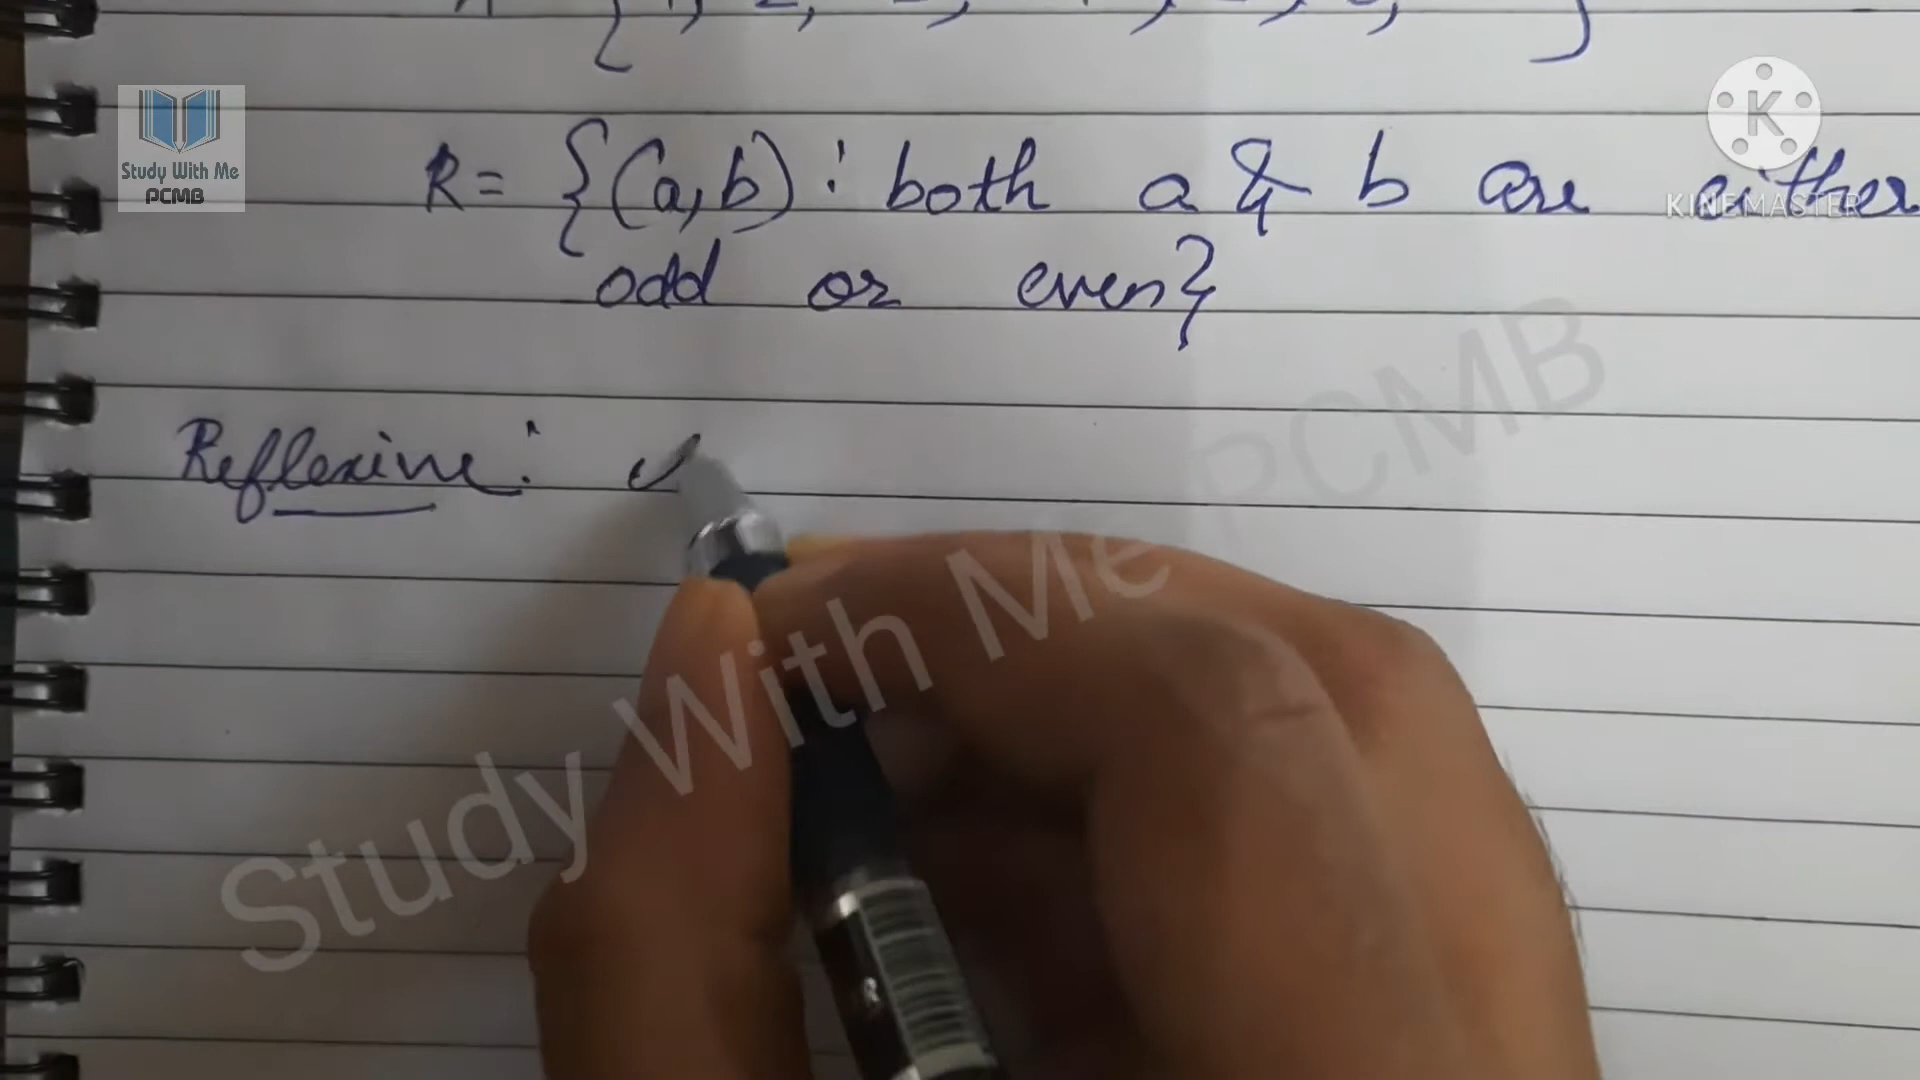 R = {(a,b) : both a & b are either
odd or even}
Reflexive :
Study With Me
PCMB
K
KINEMASTER
Study With Me PCMB